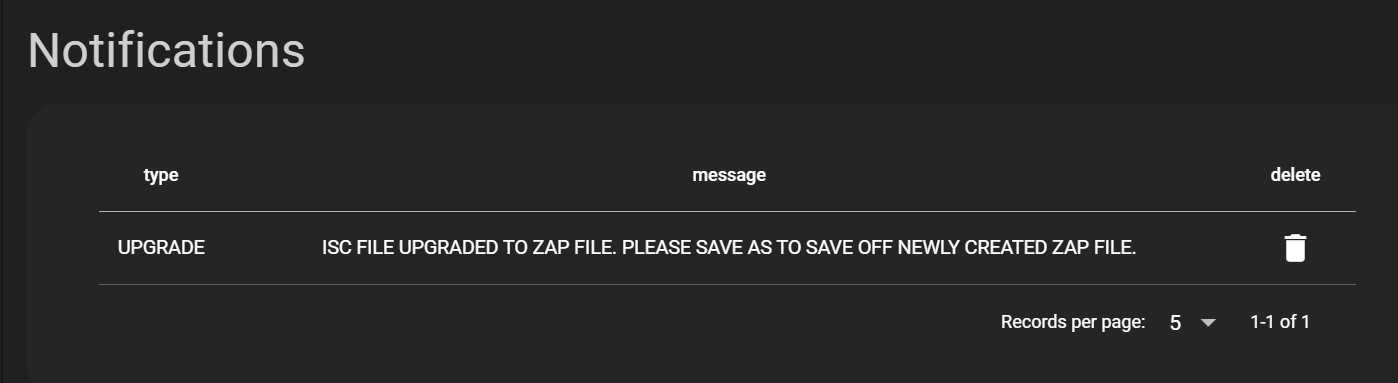 Notifications
type message delete
UPGRADE ISC FILE UPGRADED TO ZAP FILE. PLEASE SAVE AS TO SAVE OFF NEWLY CREATED ZAP FILE.
Records per page: 5 1-1 of 1